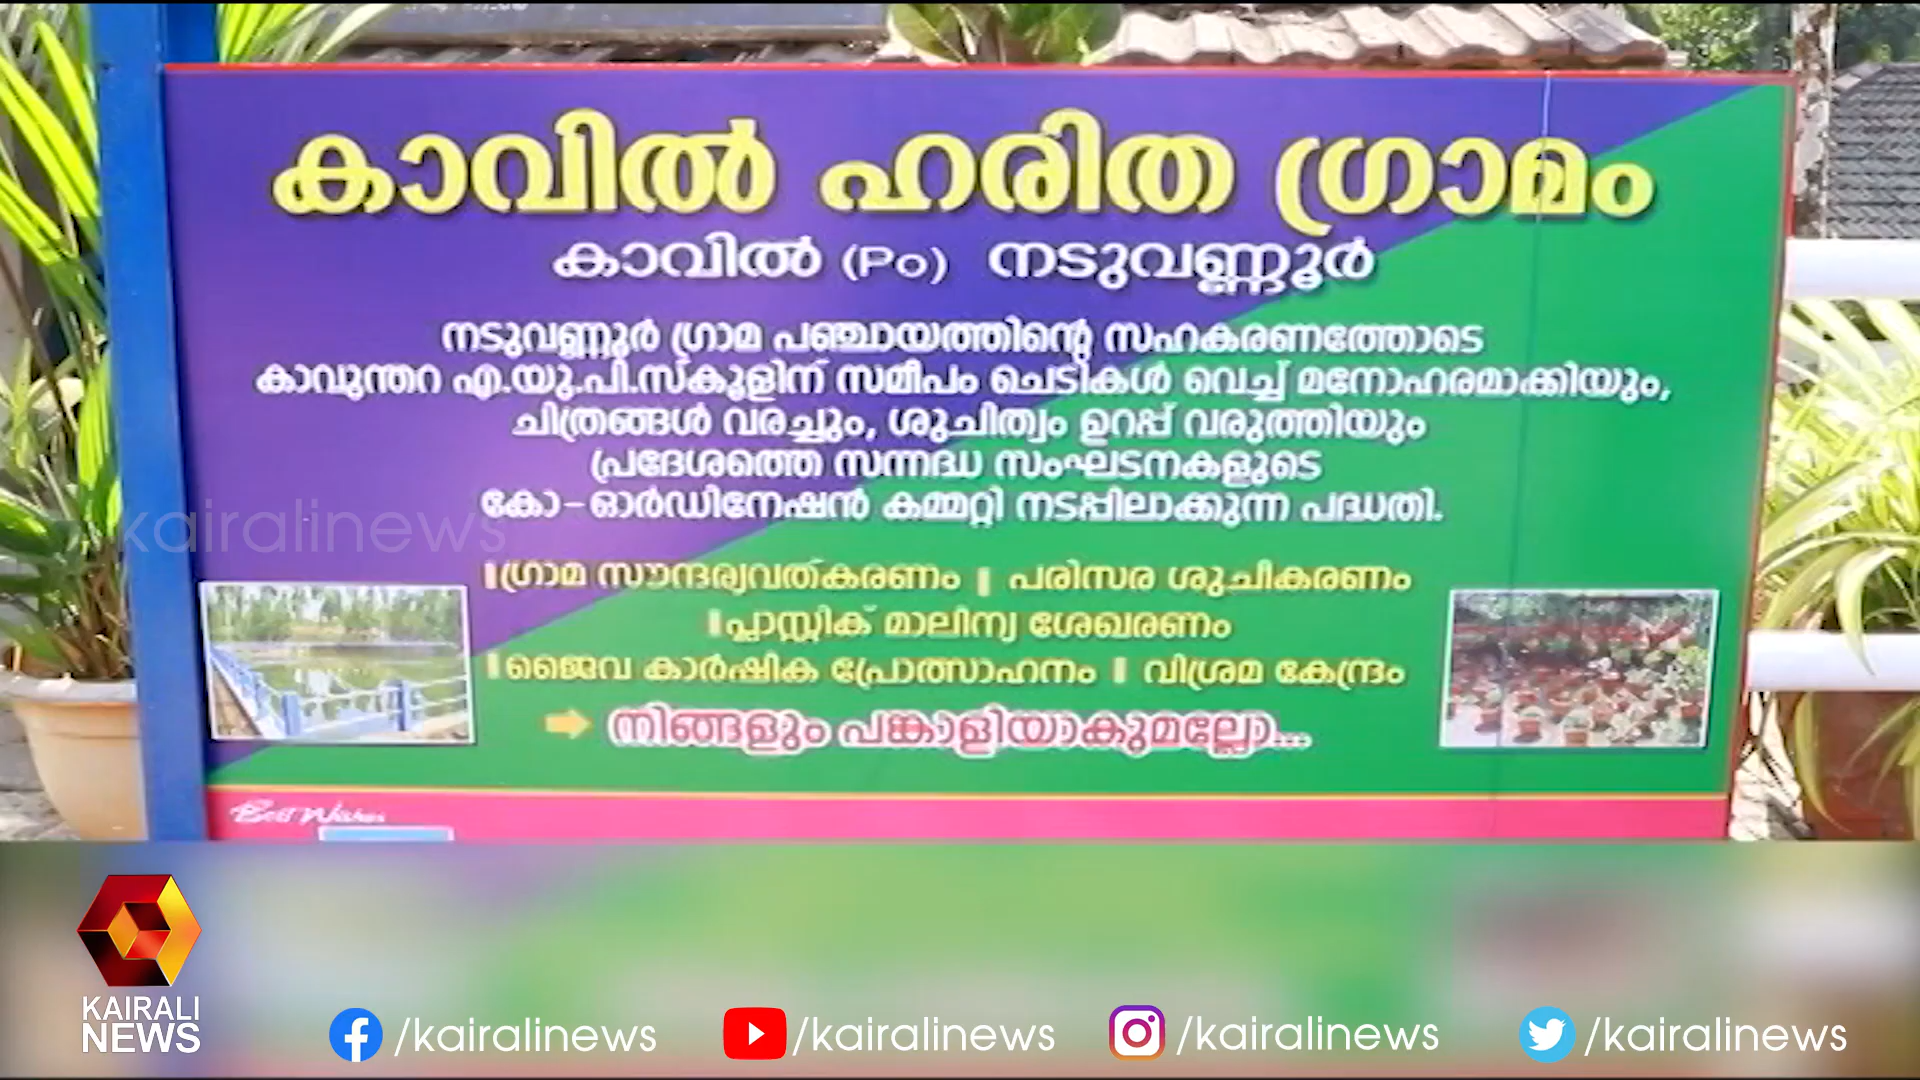 കാവിൽ ഹരിത ഗ്രാമം
കാവിൽ (Po) നടുവണ്ണൂർ
നടുവണ്ണൂർ ഗ്രാമ പഞ്ചായത്തിന്റെ സഹകരണത്തോടെ
കാവുന്തറ എ.യു.പി.സ്കൂളിന് സമീപം ചെടികൾ വെച്ച് മനോഹരമാക്കിയും,
ചിത്രങ്ങൾ വരച്ചും, ശുചിത്വം ഉറപ്പ് വരുത്തിയും
പ്രദേശത്തെ സന്നദ്ധ സംഘടനകളുടെ
കോ-ഓർഡിനേഷൻ കമ്മറ്റി നടപ്പിലാക്കുന്ന പദ്ധതി.
kairalinews
ഗ്രാമ സൗന്ദര്യവത്കരണം പരിസര ശുചീകരണം
പ്ലാസ്റ്റിക് മാലിന്യ ശേഖരണം
ജൈവ കാർഷിക പ്രോത്സാഹനം വിശ്രമ കേന്ദ്രം
നിങ്ങളും പങ്കാളിയാകുമല്ലോ...
Best Wishes
KAIRALI
NEWS
/kairalinews /kairalinews /kairalinews /kairalinews